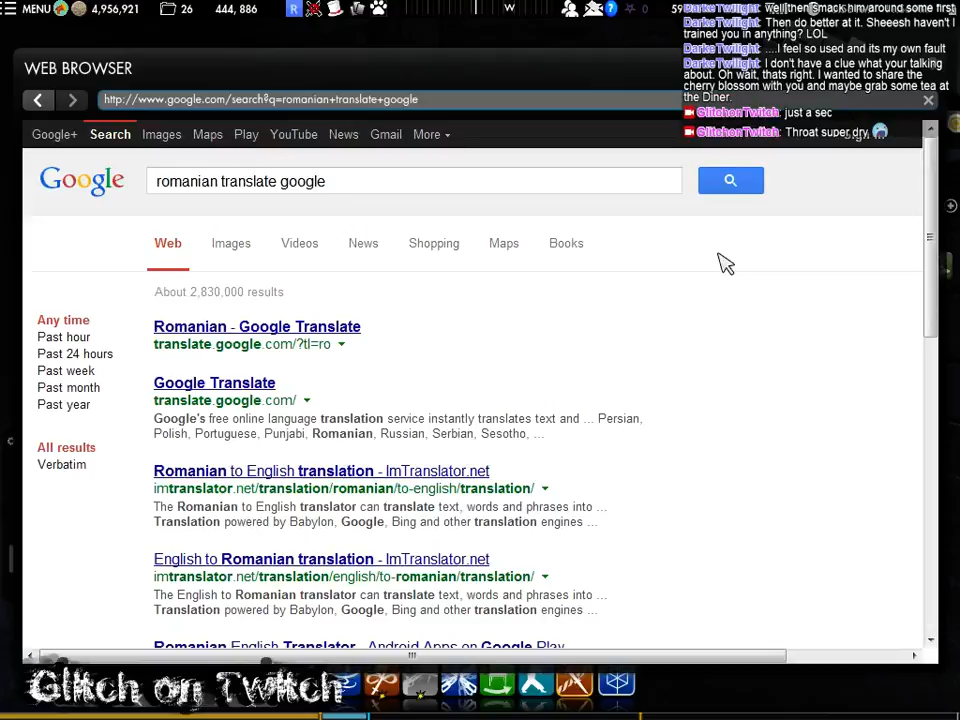 MENU 4,956,921 26 444, 886 R W ? 0
DarkeTwilight: Well then smack him around some first
DarkeTwilight: Then do better at it. Sheeesh haven't I
trained you in anything? LOL
DarkeTwilight: ....I feel so used and its my own fault
DarkeTwilight: I don't have a clue what your talking
about. Oh wait, thats right. I wanted to share the
cherry blossom with you and maybe grab some tea at
the Diner.
GlitchonTwitch: just a sec
GlitchonTwitch: Throat super dry
WEB BROWSER
http://www.google.com/search?q=romanian+translate+google
Google+ Search Images Maps Play YouTube News Gmail More
Google romanian translate google
Web Images Videos News Shopping Maps Books
About 2,830,000 results
Any time
Past hour
Past 24 hours
Past week
Past month
Past year
All results
Verbatim
Romanian - Google Translate
translate.google.com/?tl=ro
Google Translate
translate.google.com/
Google's free online language translation service instantly translates text and ... Persian,
Polish, Portuguese, Punjabi, Romanian, Russian, Serbian, Sesotho, ...
Romanian to English translation - ImTranslator.net
imtranslator.net/translation/romanian/to-english/translation/
The Romanian to English translator can translate text, words and phrases into ...
Translation powered by Babylon, Google, Bing and other translation engines ...
English to Romanian translation - ImTranslator.net
imtranslator.net/translation/english/to-romanian/translation/
The English to Romanian translator can translate text, words and phrases into ...
Translation powered by Babylon, Google, Bing and other translation engines ...
Romanian English Translator - Android Apps on Google Play
Glitch on Twitch